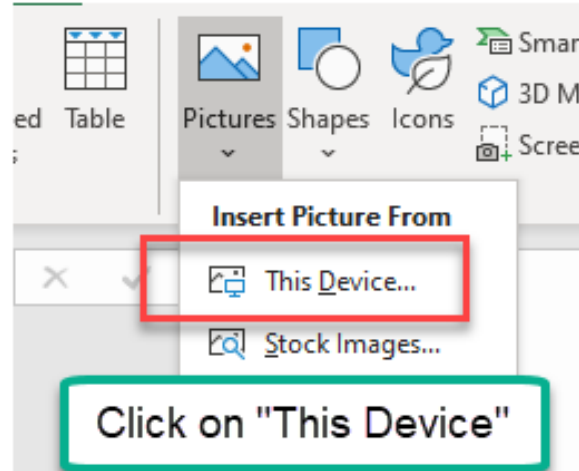 ed Table Pictures Shapes Icons
Smar
3D M
Scree
Insert Picture From
This Device...
Stock Images...
Click on "This Device"